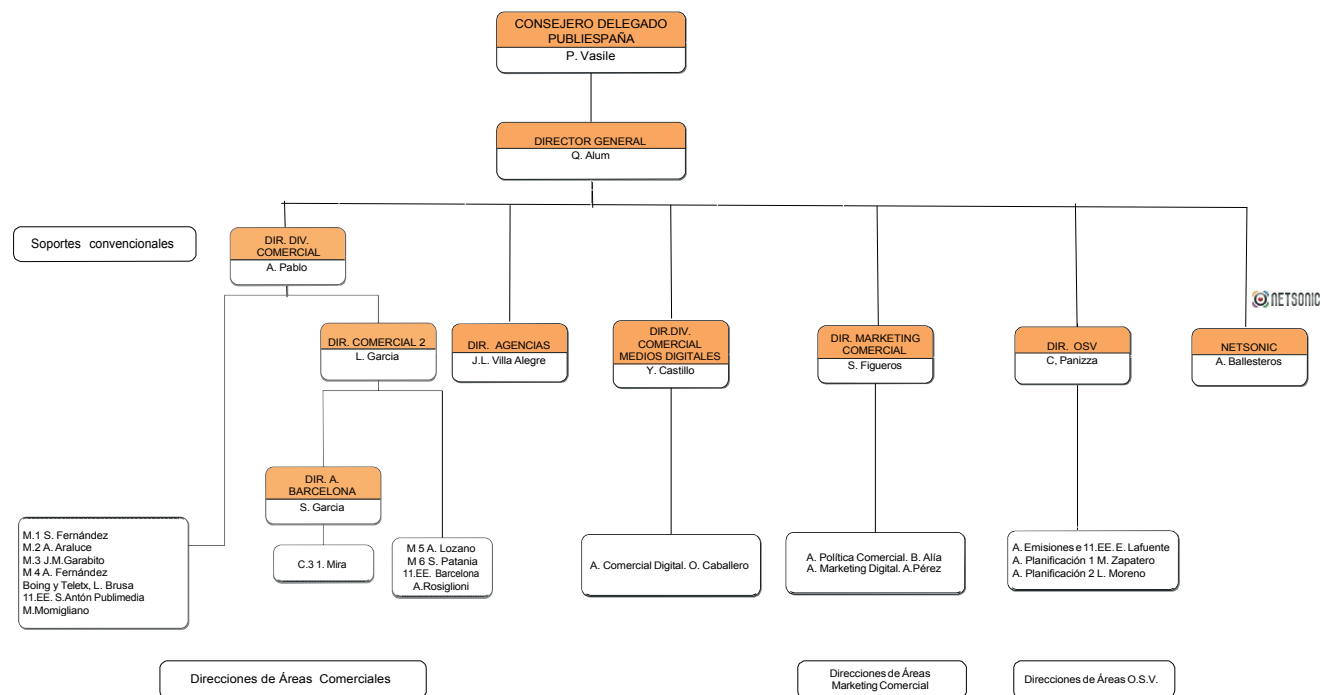 CONSEJERO DELEGADO
PUBLIESPAÑA
P. Vasile
DIRECTOR GENERAL
Q. Alum
Soportes convencionales
DIR. DIV.
COMERCIAL
A. Pablo
NETSONIC
DIR. COMERCIAL 2
L. Garcia
DIR. AGENCIAS
J.L. Villa Alegre
DIR.DIV.
COMERCIAL
MEDIOS DIGITALES
Y. Castillo
DIR. MARKETING
COMERCIAL
S. Figueros
DIR. OSV
C, Panizza
NETSONIC
A. Ballesteros
DIR. A.
BARCELONA
S. Garcia
M.1 S. Fernández
M.2 A. Araluce
M.3 J.M.Garabito
M 4 A. Fernández
Boing y Teletx, L. Brusa
11.EE. S.Antón Publimedia
M.Momigliano
C.3 1. Mira
M 5 A. Lozano
M 6 S. Patania
11.EE. Barcelona
A.Rosiglioni
A. Comercial Digital. O. Caballero
A. Política Comercial. B. Alía
A. Marketing Digital. A.Pérez
A. Emisiones e 11.EE. E. Lafuente
A. Planificación 1 M. Zapatero
A. Planificación 2 L. Moreno
Direcciones de Áreas Comerciales
Direcciones de Áreas
Marketing Comercial
Direcciones de Áreas O.S.V.